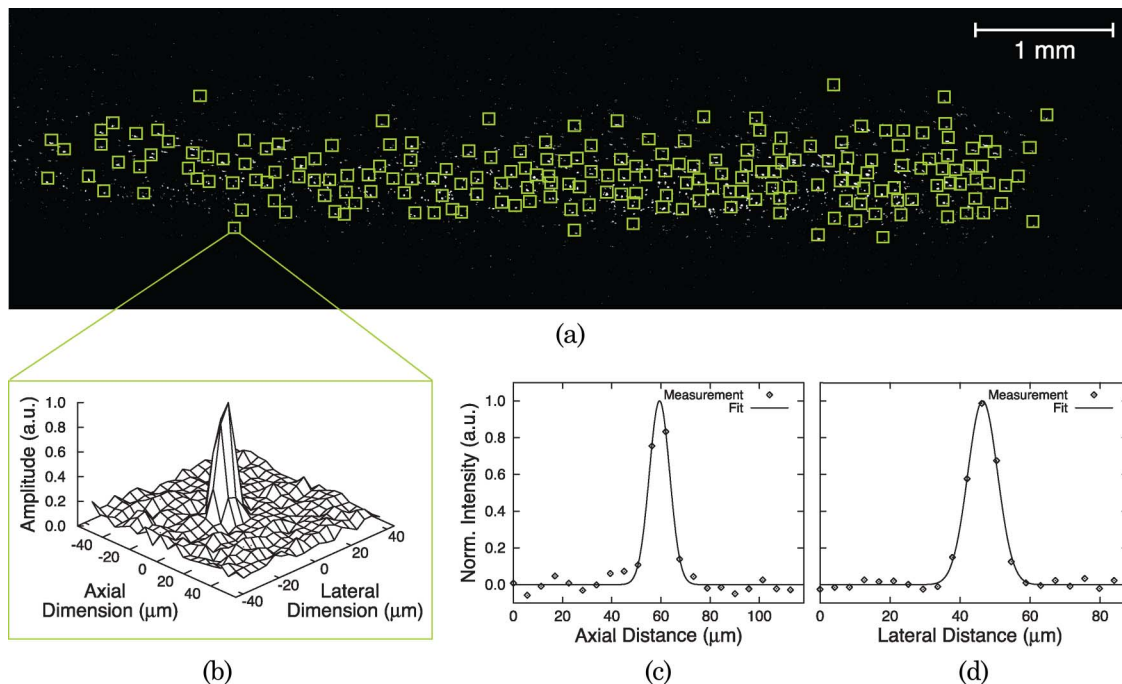 1 mm
(a)
Amplitude (a.u.)
1.0
0.8
0.6
0.4
0.2
0.0
-40
-20
0
20
40
Axial
Dimension (μm)
-40
-20
0
20
40
Lateral
Dimension (μm)
(b)
Norm. Intensity (a.u.)
1.0
0.8
0.6
0.4
0.2
0.0
Measurement
Fit
0 20 40 60 80 100
Axial Distance (μm)
(c)
Measurement
Fit
0 20 40 60 80
Lateral Distance (μm)
(d)